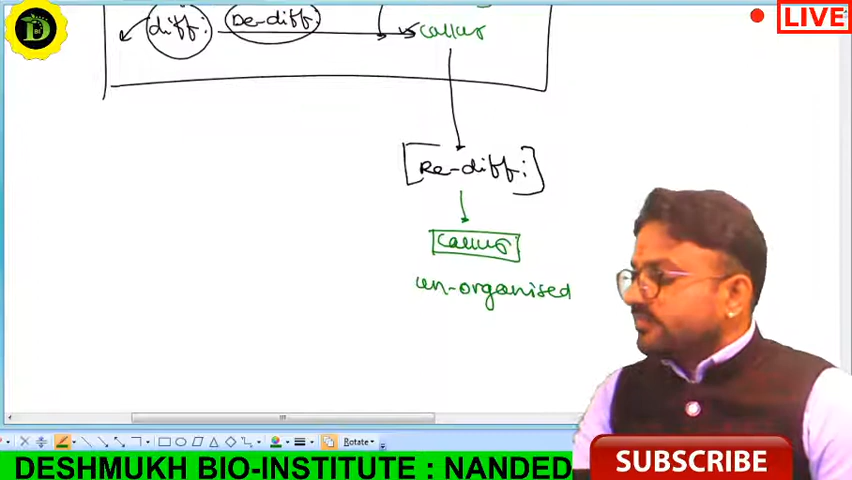 LIVE
diff: De-diff: callus
[Re-diff:]
callus
un-organised
Rotate
DESHMUKH BIO-INSTITUTE : NANDED
SUBSCRIBE